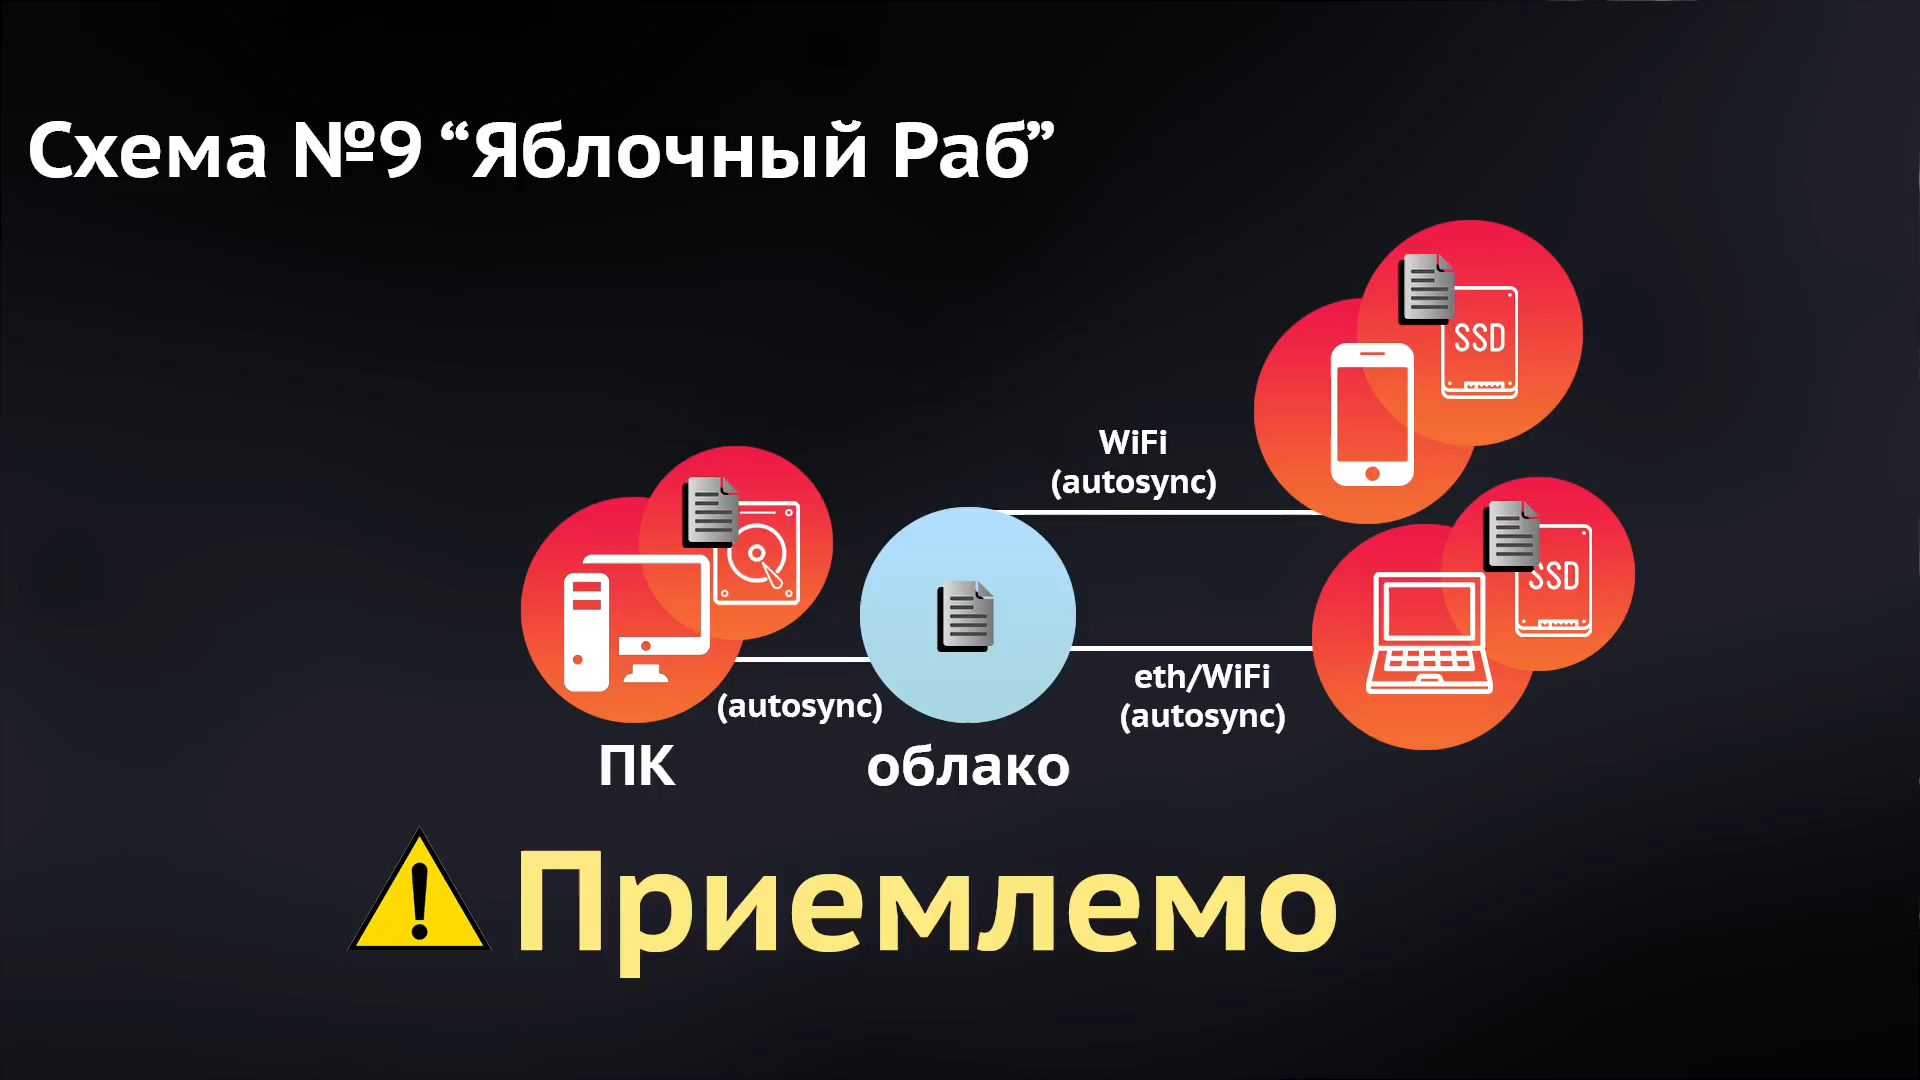 Схема №9 “Яблочный Раб”
SSD
WiFi
(autosync)
SSD
eth/WiFi
(autosync)
(autosync)
ПК
облако
Приемлемо